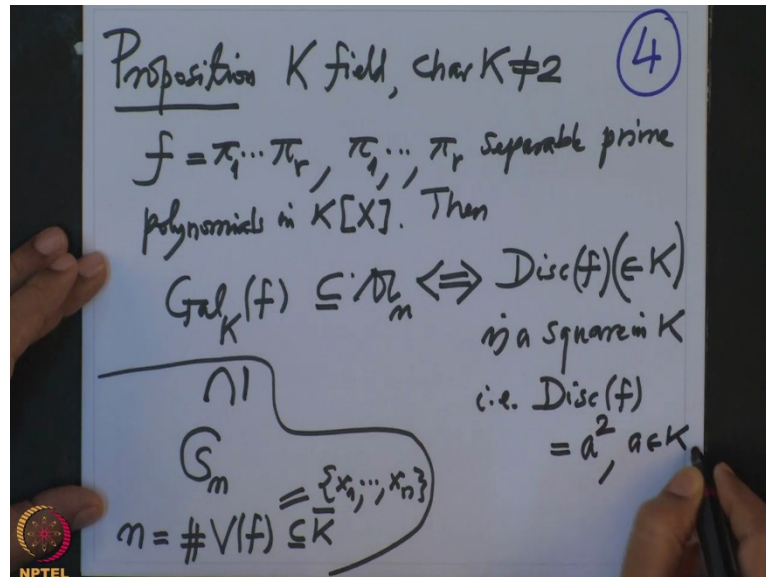 Proposition K field, char K ≠ 2
4
f = π₁ ⋯ πᵣ, π₁, ⋯, πᵣ separable prime
polynomials in K[X]. Then
Gal_K(f) ⊆ 𝔄ₙ ⟺ Disc(f) (∈ K)
is a square in K
∩| i.e. Disc(f)
𝔖ₙ = a², a ∈ K
= {x₁, ⋯, xₙ}
n = # V(f) ⊆ K̄
NPTEL